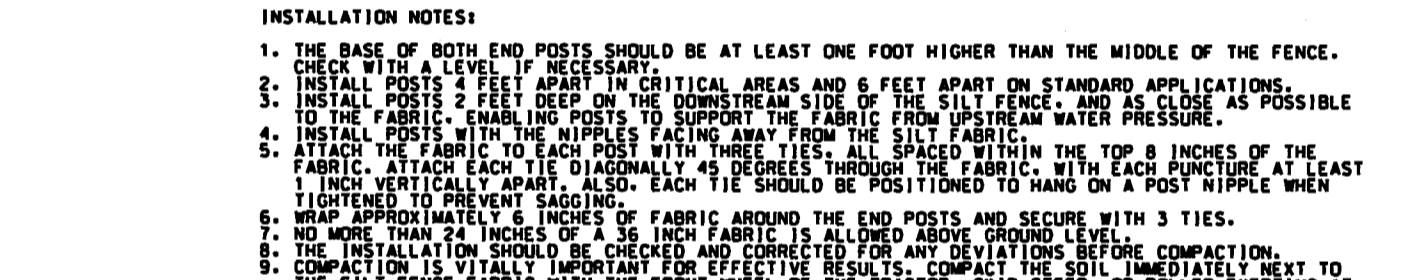 INSTALLATION NOTES:
1. THE BASE OF BOTH END POSTS SHOULD BE AT LEAST ONE FOOT HIGHER THAN THE MIDDLE OF THE FENCE.
CHECK WITH A LEVEL IF NECESSARY.
2. INSTALL POSTS 4 FEET APART IN CRITICAL AREAS AND 6 FEET APART ON STANDARD APPLICATIONS.
3. INSTALL POSTS 2 FEET DEEP ON THE DOWNSTREAM SIDE OF THE SILT FENCE. AND AS CLOSE AS POSSIBLE
TO THE FABRIC. ENABLING POSTS TO SUPPORT THE FABRIC FROM UPSTREAM WATER PRESSURE.
4. INSTALL POSTS WITH THE NIPPLES FACING AWAY FROM THE SILT FABRIC.
5. ATTACH THE FABRIC TO EACH POST WITH THREE TIES. ALL SPACED WITHIN THE TOP 8 INCHES OF THE
FABRIC. ATTACH EACH TIE DIAGONALLY 45 DEGREES THROUGH THE FABRIC. WITH EACH PUNCTURE AT LEAST
1 INCH VERTICALLY APART. ALSO. EACH TIE SHOULD BE POSITIONED TO HANG ON A POST NIPPLE WHEN
TIGHTENED TO PREVENT SAGGING.
6. WRAP APPROXIMATELY 6 INCHES OF FABRIC AROUND THE END POSTS AND SECURE WITH 3 TIES.
7. NO MORE THAN 24 INCHES OF A 36 INCH FABRIC IS ALLOWED ABOVE GROUND LEVEL.
8. THE INSTALLATION SHOULD BE CHECKED AND CORRECTED FOR ANY DEVIATIONS BEFORE COMPACTION.
9. COMPACTION IS VITALLY IMPORTANT FOR EFFECTIVE RESULTS. COMPACT THE SOIL IMMEDIATELY NEXT TO